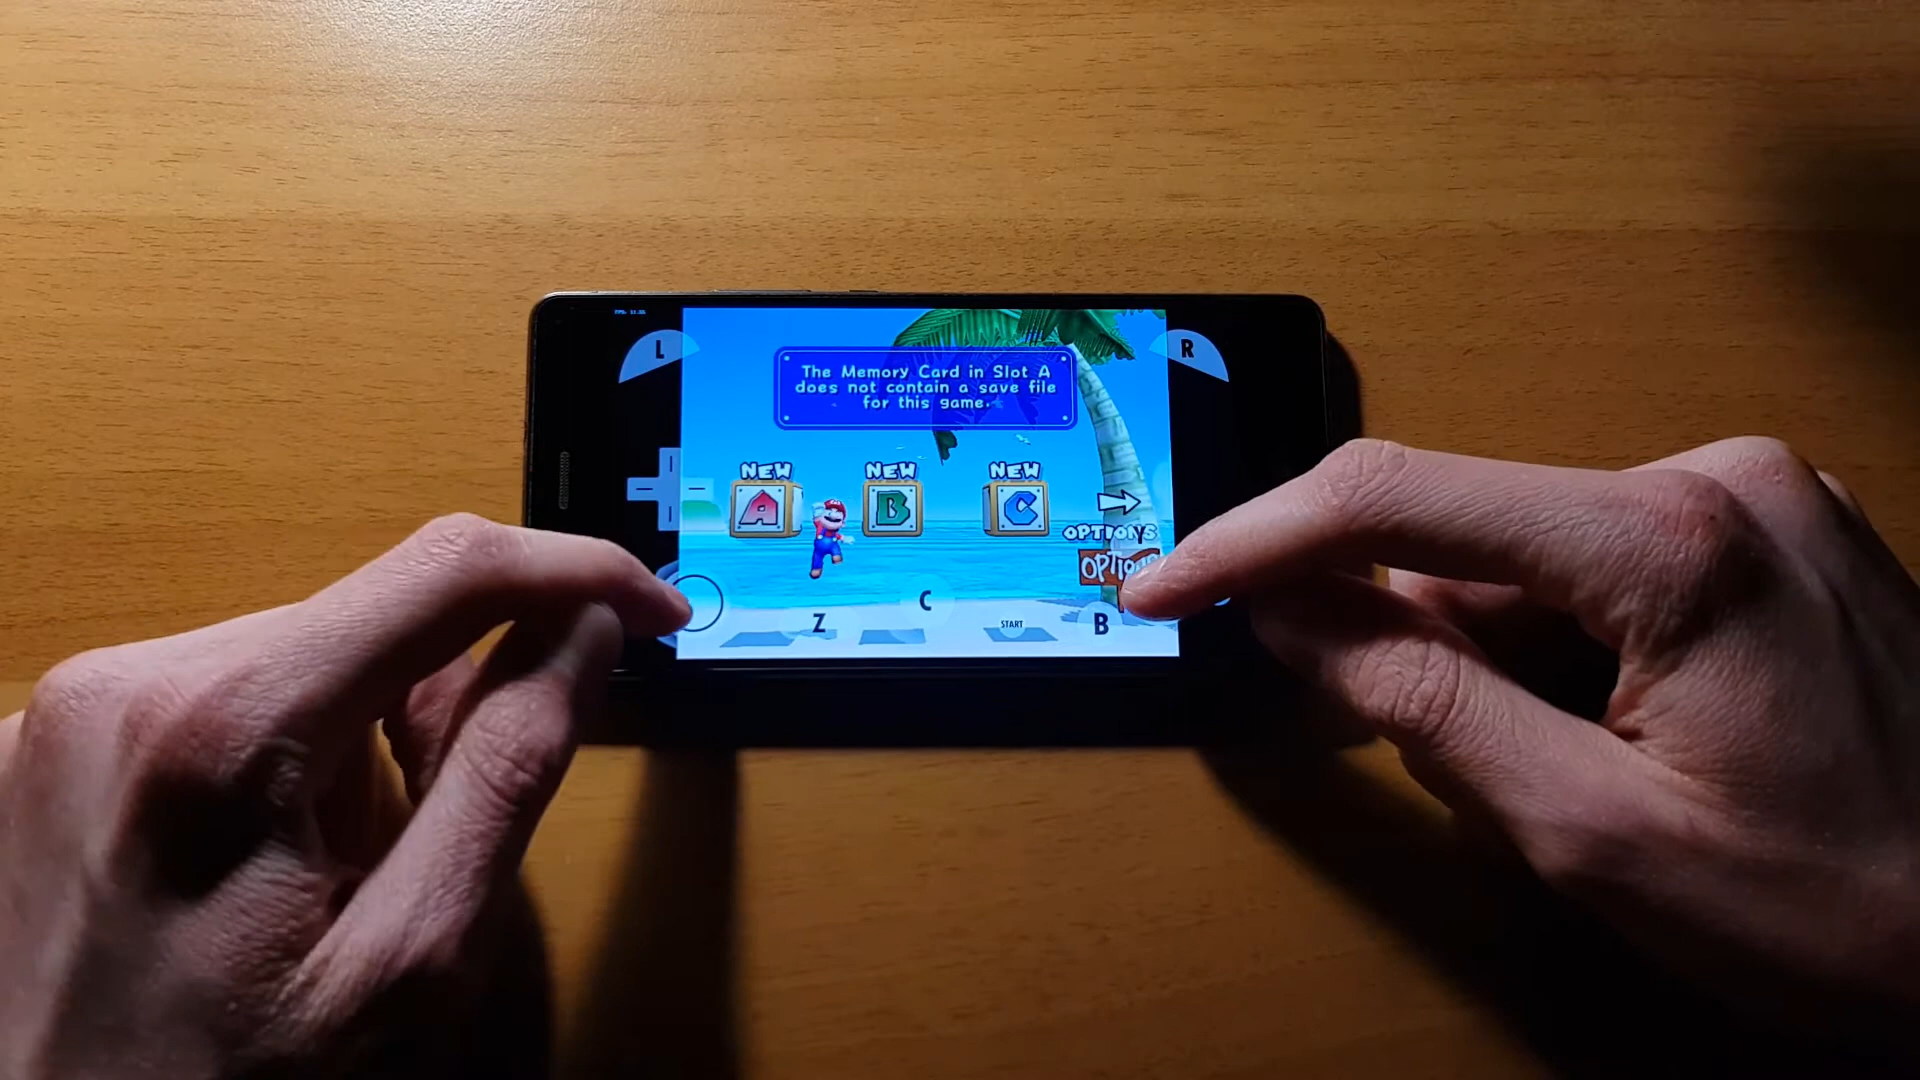 L
R
The Memory Card in Slot A
does not contain a save file
for this game.
NEW
NEW
NEW
A
B
C
OPTIONS
Z
C
START
B